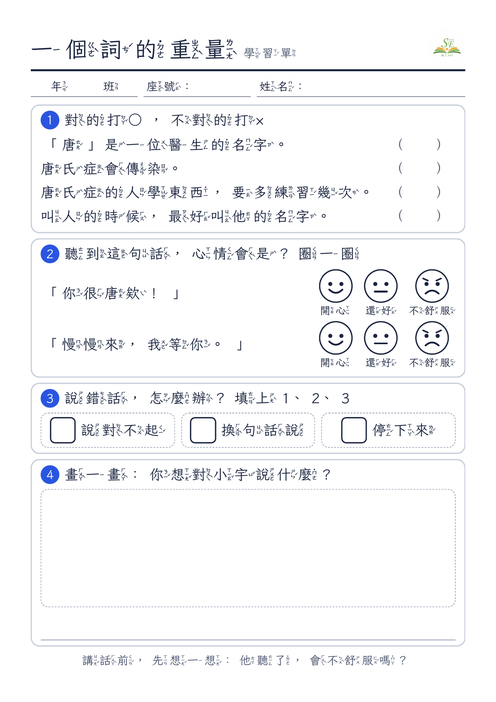 一個詞的重量 學習單
年 班 座號： 姓名：
1 對的打○，不對的打×
「唐」是一位醫生的名字。（ ）
唐氏症會傳染。（ ）
唐氏症的人學東西，要多練習幾次。（ ）
叫人的時候，最好叫他的名字。（ ）
2 聽到這句話，心情會是？圈一圈
「你很唐欸！」
開心 還好 不舒服
「慢慢來，我等你。」
開心 還好 不舒服
3 說錯話，怎麼辦？填上 1、2、3
說對不起 換句話說 停下來
4 畫一畫：你想對小宇說什麼？
講話前，先想一想：他聽了，會不舒服嗎？